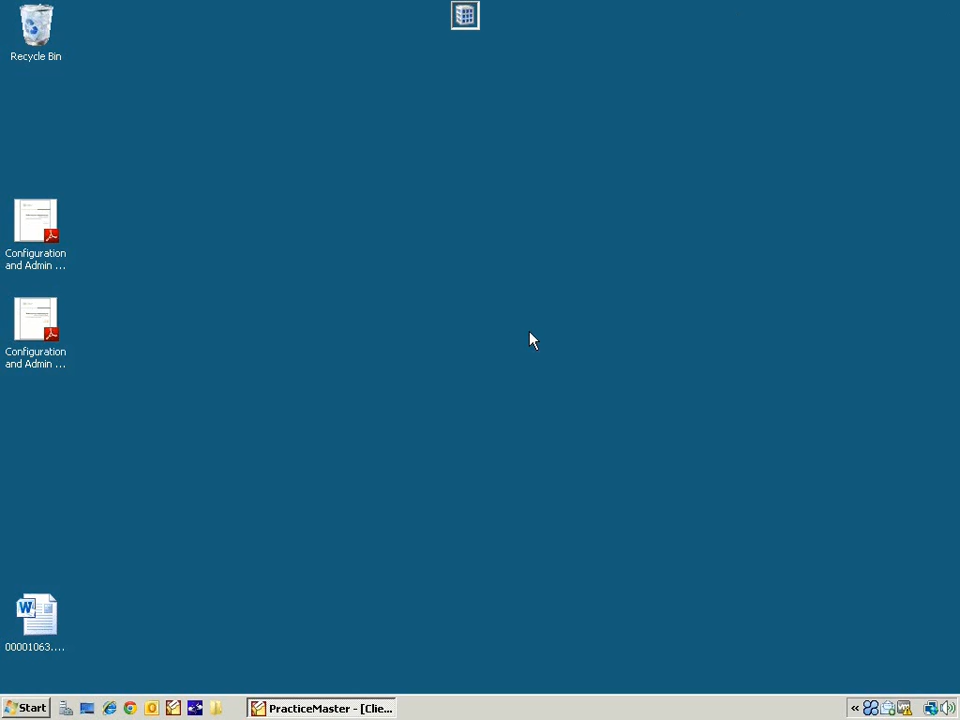 Recycle Bin
Configuration
and Admin ...
Configuration
and Admin ...
00001063....
Start
PracticeMaster - [Clie...
«